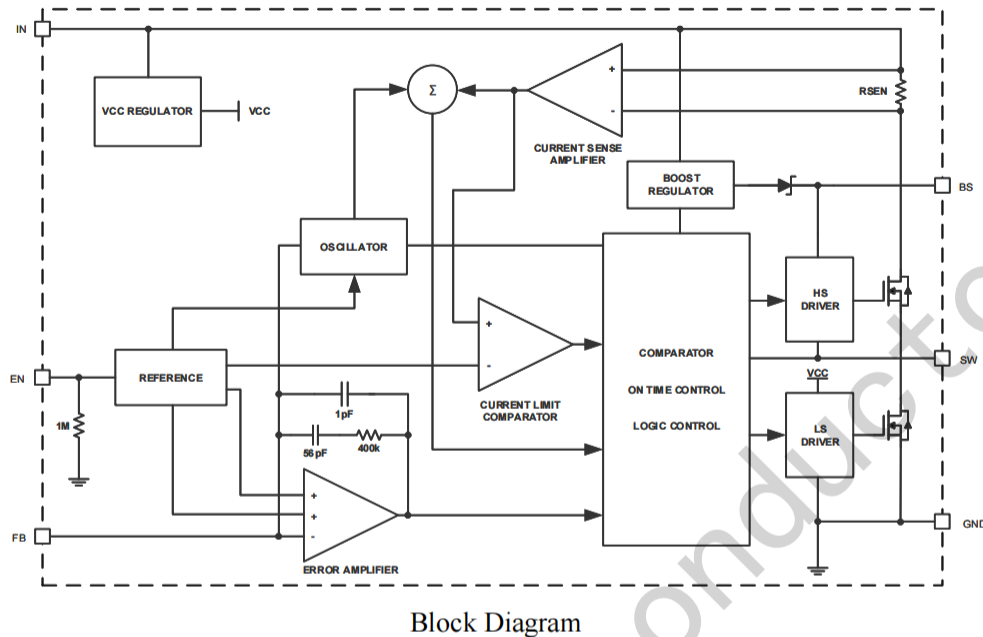 IN
VCC REGULATOR
VCC
Σ
+
-
RSEN
CURRENT SENSE
AMPLIFIER
BOOST
REGULATOR
BS
OSCILLATOR
HS
DRIVER
+
-
COMPARATOR
ON TIME CONTROL
LOGIC CONTROL
SW
EN
REFERENCE
CURRENT LIMIT
COMPARATOR
VCC
1M
1pF
56pF
400k
LS
DRIVER
+
+
-
FB
GND
ERROR AMPLIFIER
Block Diagram